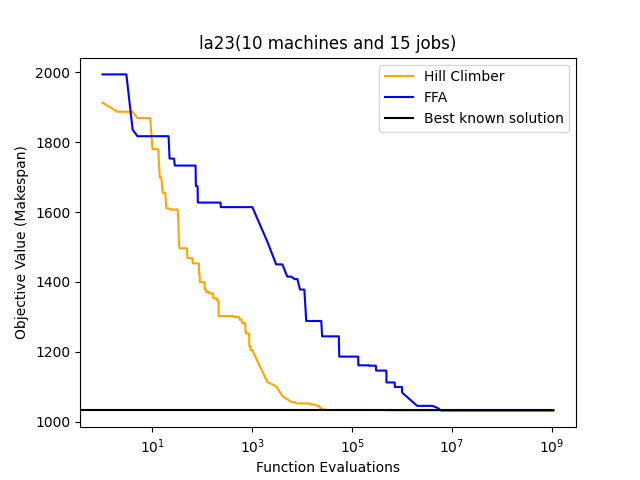 la23(10 machines and 15 jobs)
Hill Climber
FFA
Best known solution
Objective Value (Makespan)
2000
1800
1600
1400
1200
1000
10¹ 10³ 10⁵ 10⁷ 10⁹
Function Evaluations